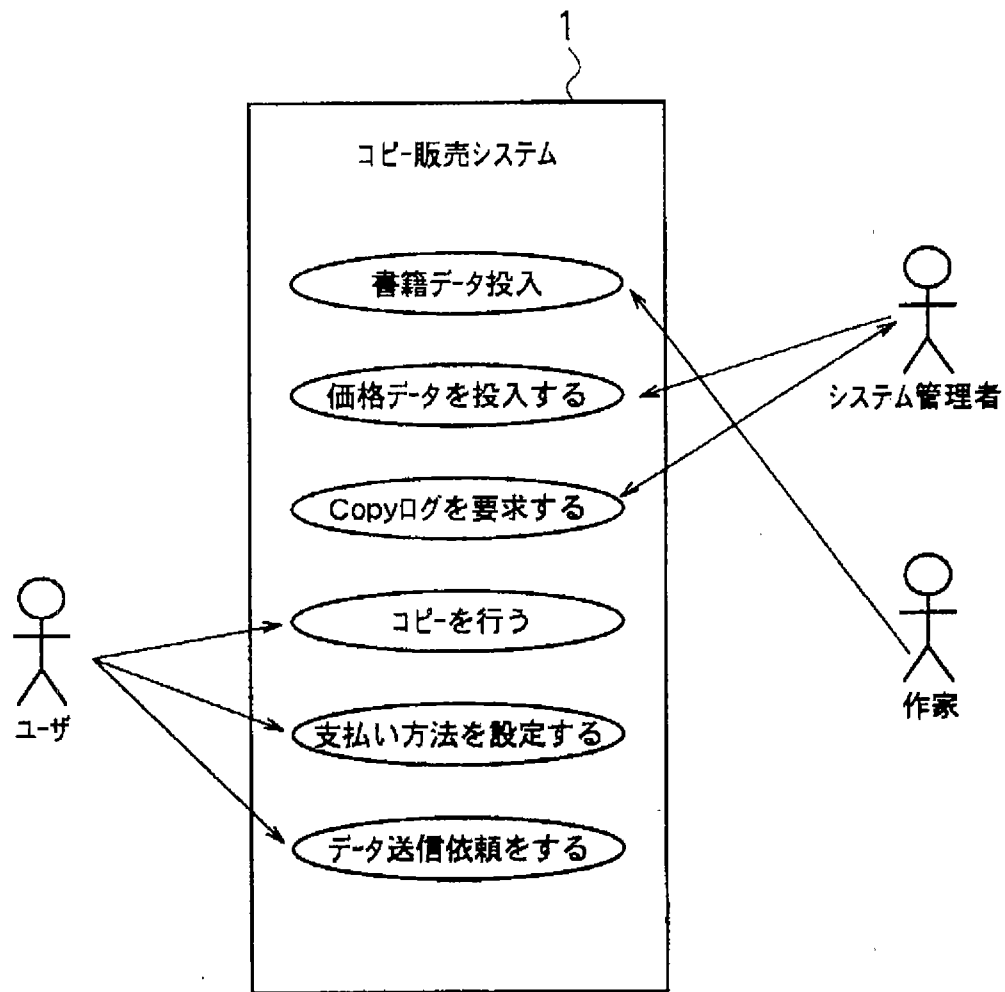 1
コピー販売システム
書籍データ投入
価格データを投入する
システム管理者
Copyログを要求する
コピーを行う
ユーザ
作家
支払い方法を設定する
データ送信依頼をする